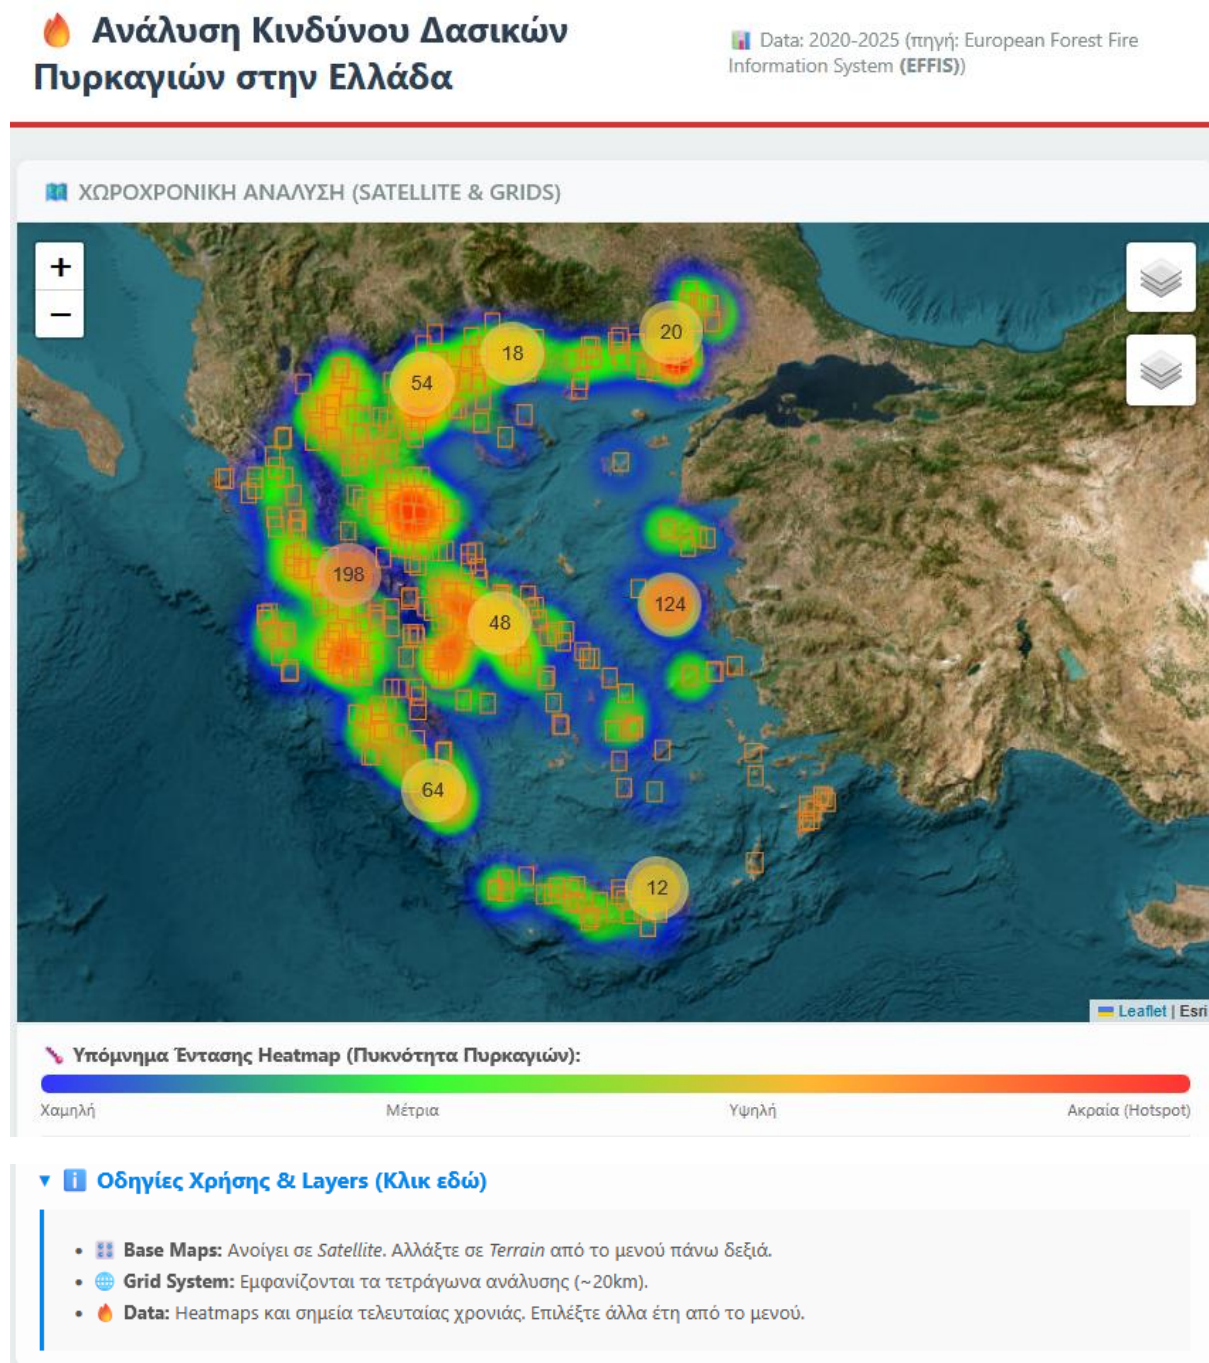 Ανάλυση Κινδύνου Δασικών
Πυρκαγιών στην Ελλάδα
Data: 2020-2025 (πηγή: European Forest Fire
Information System (EFFIS))
ΧΩΡΟΧΡΟΝΙΚΗ ΑΝΑΛΥΣΗ (SATELLITE & GRIDS)
+
−
20
18
54
198
124
48
64
12
Leaflet | Esri
Υπόμνημα Έντασης Heatmap (Πυκνότητα Πυρκαγιών):
Χαμηλή Μέτρια Υψηλή Ακραία (Hotspot)
▼ Οδηγίες Χρήσης & Layers (Κλικ εδώ)
• Base Maps: Ανοίγει σε Satellite. Αλλάξτε σε Terrain από το μενού πάνω δεξιά.
• Grid System: Εμφανίζονται τα τετράγωνα ανάλυσης (~20km).
• Data: Heatmaps και σημεία τελευταίας χρονιάς. Επιλέξτε άλλα έτη από το μενού.